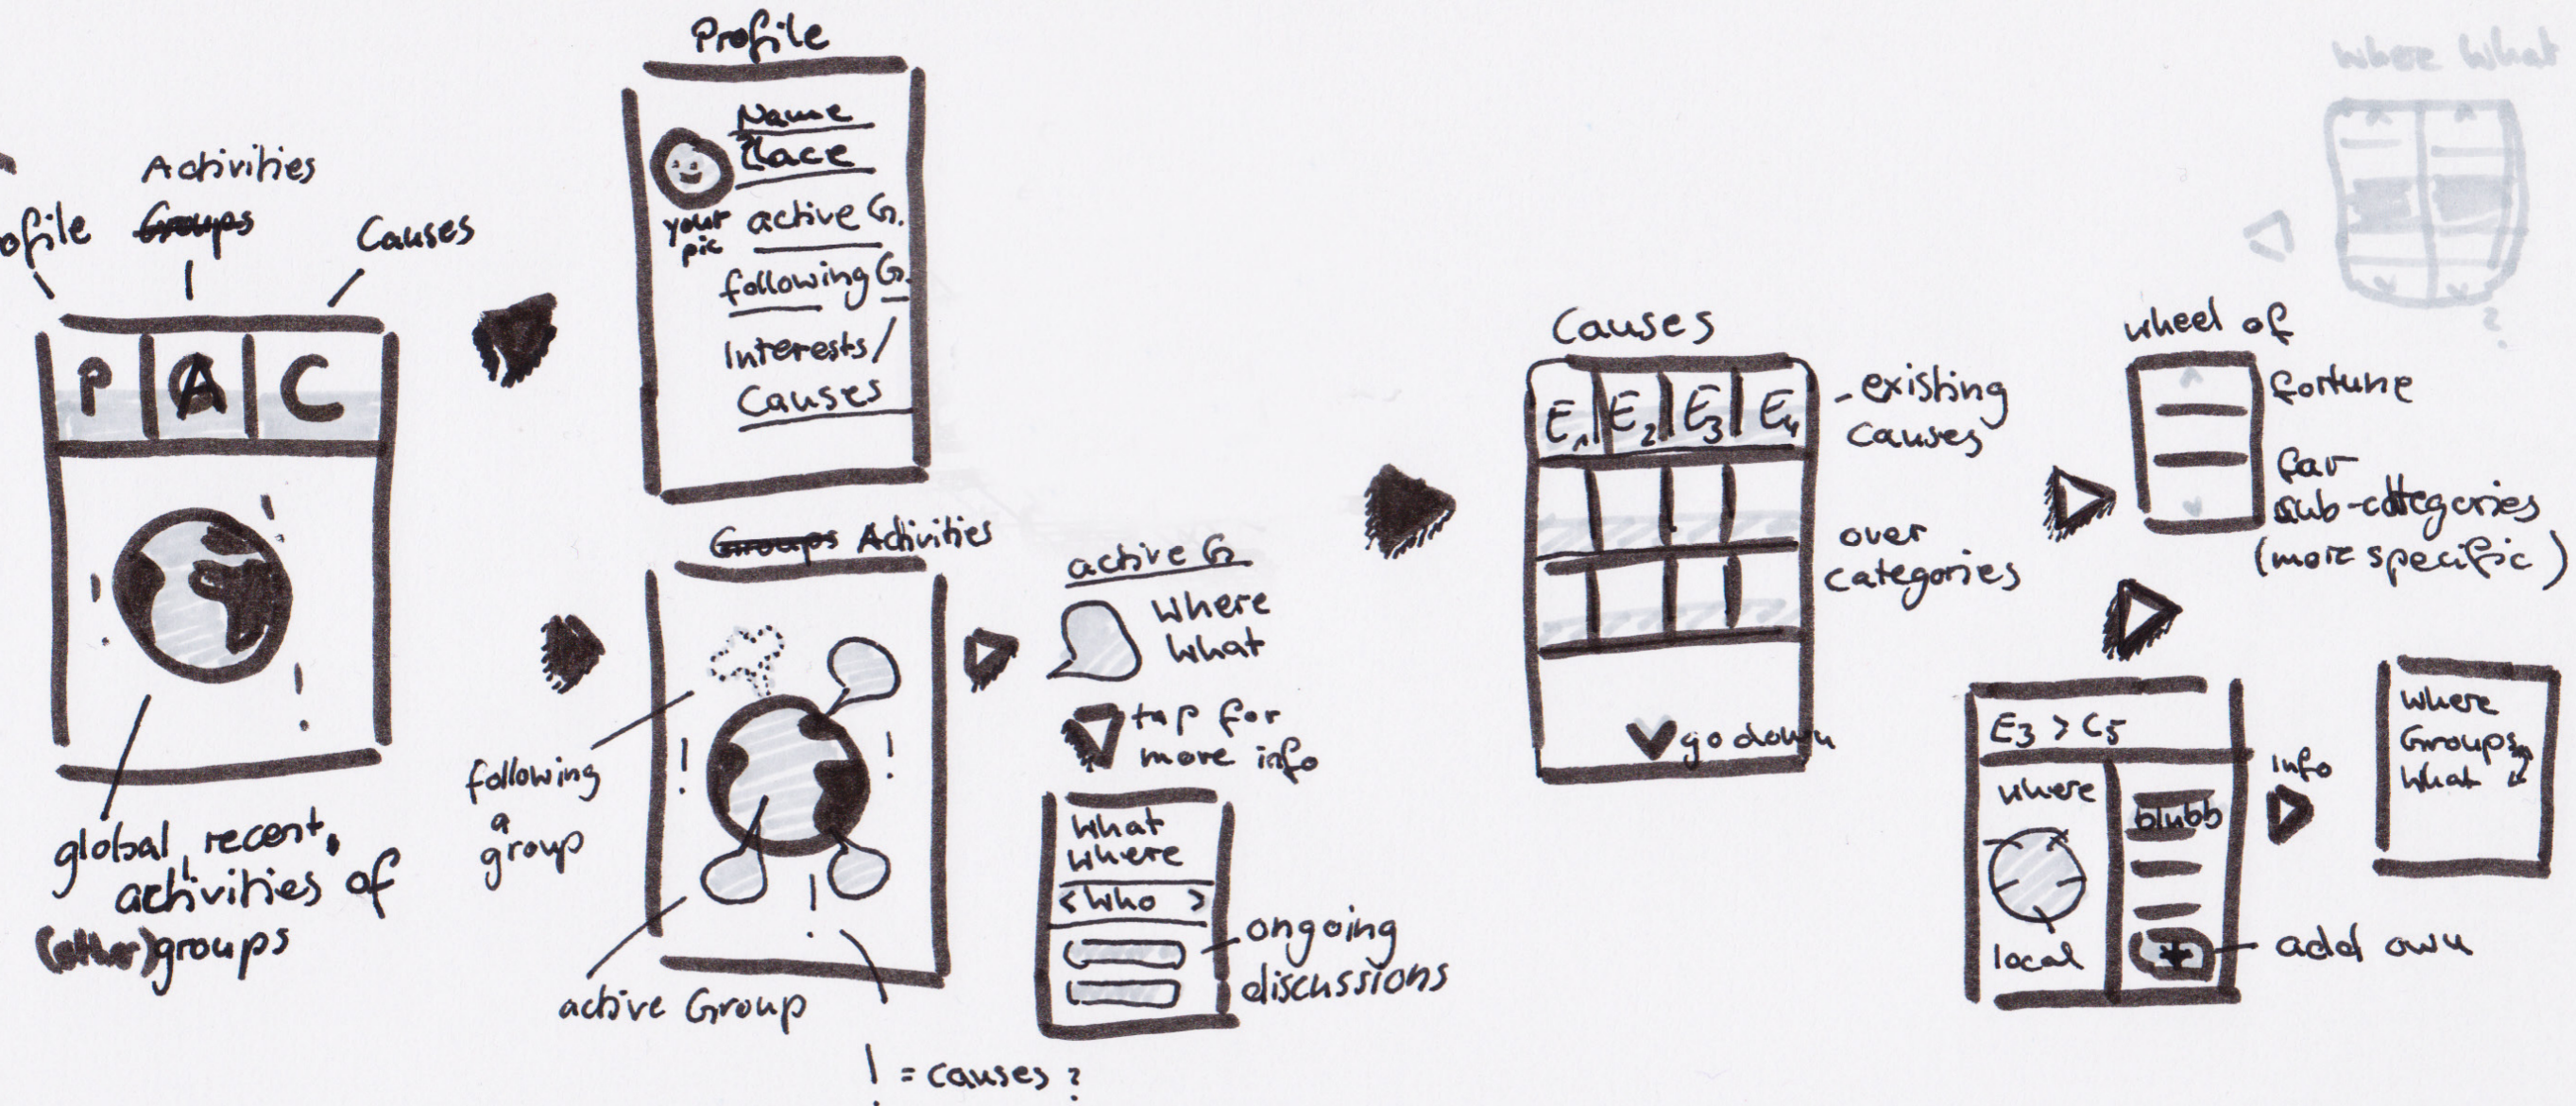 ofile
Activities
Groups
Causes
P
A
C
global recent,
activities of
(other) groups
Profile
Name
Place
your
pic
active G.
following G.
Interests/
Causes
Groups Activities
following
a
group
active Group
! = causes ?
active G.
where
what
tap for
more info
what
where
< who >
ongoing
discussions
Causes
E1 E2 E3 E4
- existing
causes
over
categories
go down
wheel of
fortune
for
sub-categories
(more specific)
where what
?
E3 > C5
where
local
blubb
+
add own
info
where
Groups
what